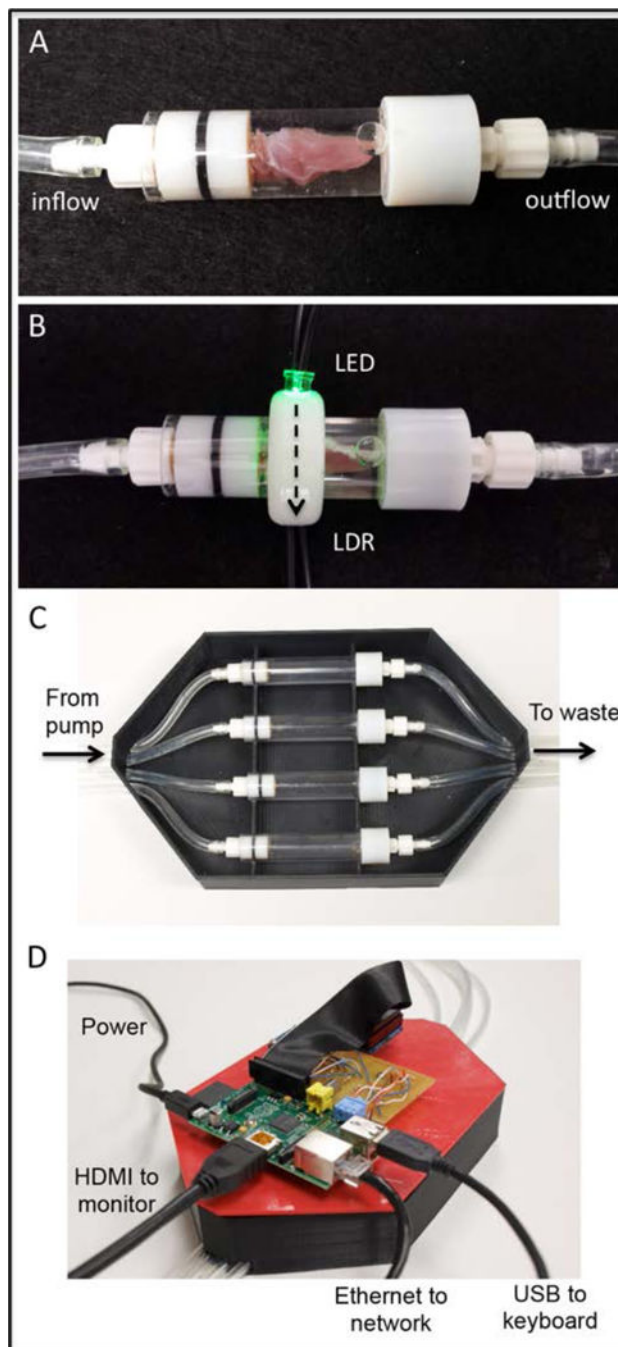 A
inflow
outflow
B
LED
LDR
C
From
pump
To waste
D
Power
HDMI to
monitor
Ethernet to
network
USB to
keyboard